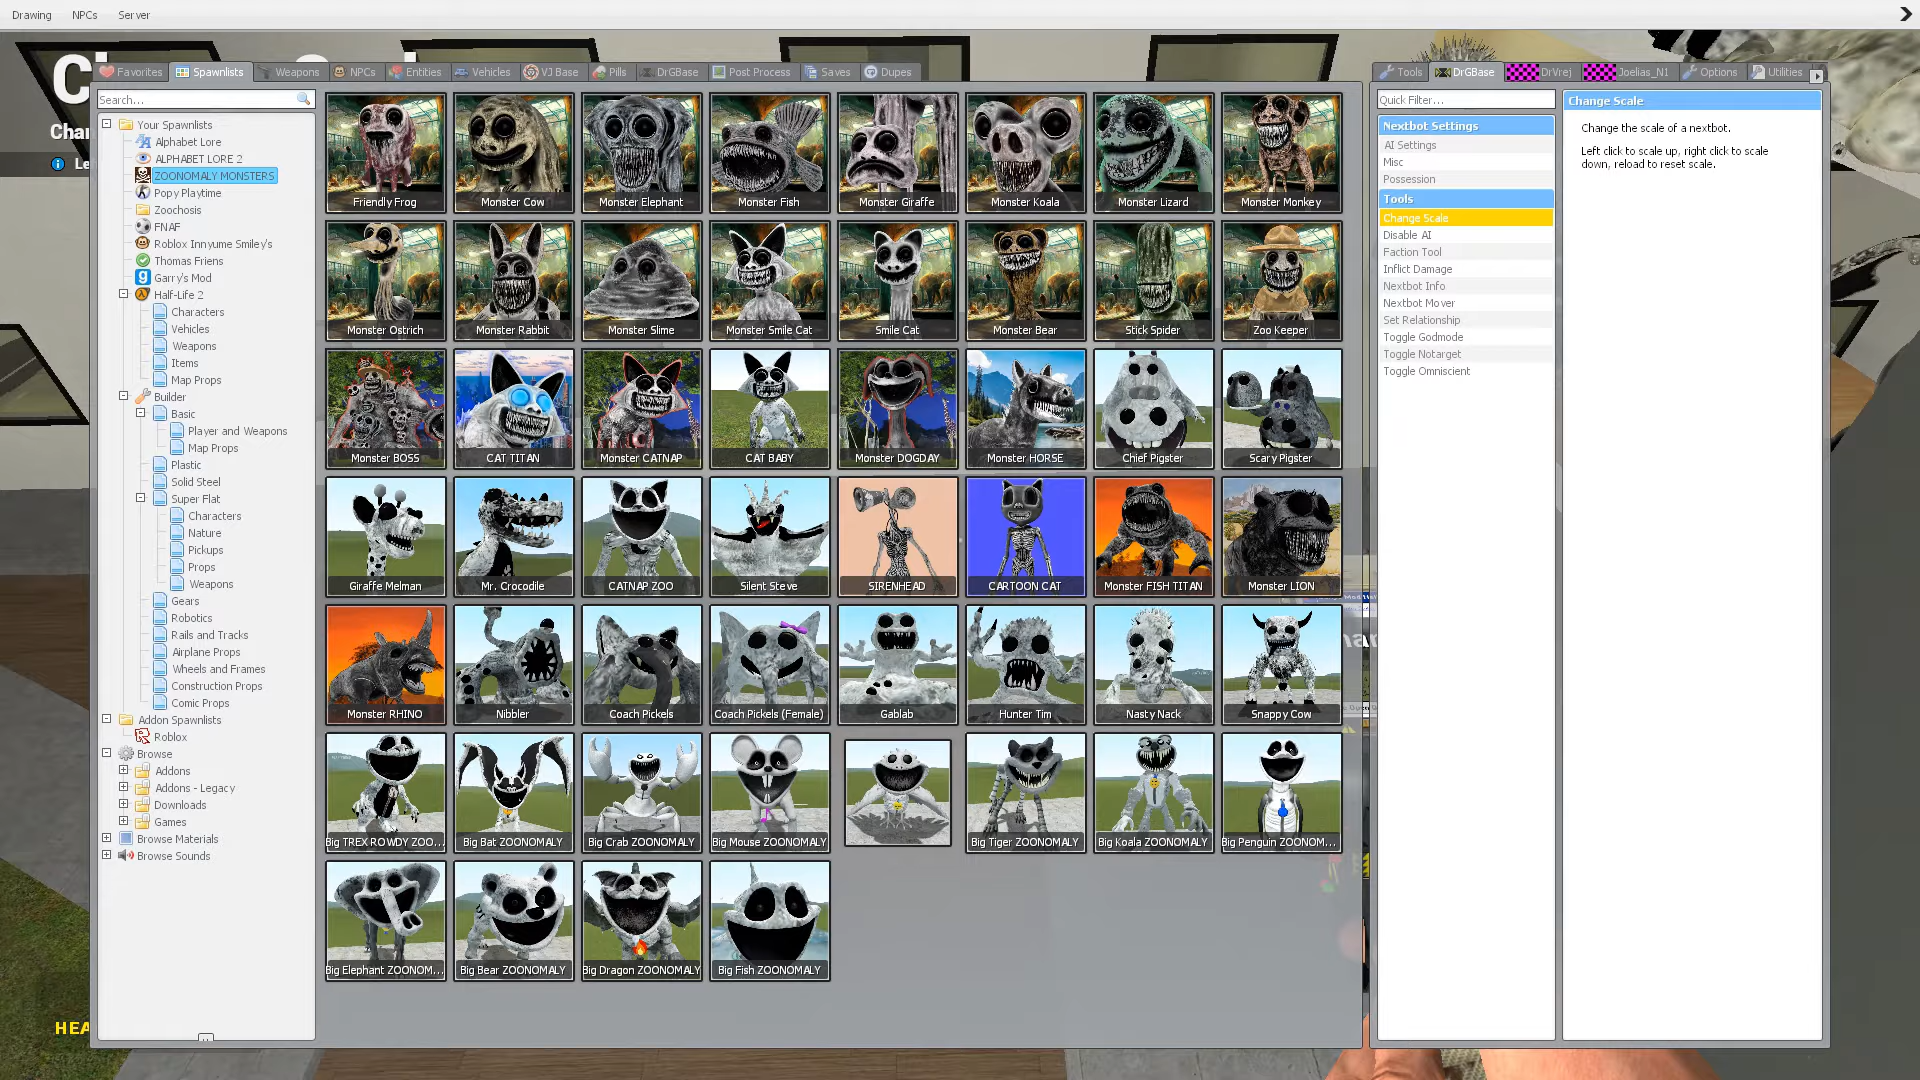 Drawing NPCs Server
Favorites Spawnlists Weapons NPCs Entities Vehicles VJ Base Pills DrGBase Post Process Saves Dupes
Tools DrGBase DrVrej Joelias_N1 Options Utilities
Search...
Your Spawnlists
Alphabet Lore
ALPHABET LORE 2
ZOONOMALY MONSTERS
Popy Playtime
Zoochosis
FNAF
Roblox Innyume Smiley's
Thomas Friens
Garry's Mod
Half-Life 2
Characters
Vehicles
Weapons
Items
Map Props
Builder
Basic
Player and Weapons
Map Props
Plastic
Solid Steel
Super Flat
Characters
Nature
Pickups
Props
Weapons
Gears
Robotics
Rails and Tracks
Airplane Props
Wheels and Frames
Construction Props
Comic Props
Addon Spawnlists
Roblox
Browse
Addons
Addons - Legacy
Downloads
Games
Browse Materials
Browse Sounds
Friendly Frog Monster Cow Monster Elephant Monster Fish Monster Giraffe Monster Koala Monster Lizard Monster Monkey
Monster Ostrich Monster Rabbit Monster Slime Monster Smile Cat Smile Cat Monster Bear Stick Spider Zoo Keeper
Monster BOSS CAT TITAN Monster CATNAP CAT BABY Monster DOGDAY Monster HORSE Chief Pigster Scary Pigster
Giraffe Melman Mr. Crocodile CATNAP ZOO Silent Steve SIRENHEAD CARTOON CAT Monster FISH TITAN Monster LION
Monster RHINO Nibbler Coach Pickels Coach Pickels (Female) Gablab Hunter Tim Nasty Nack Snappy Cow
Big TREX ROWDY ZOO... Big Bat ZOONOMALY Big Crab ZOONOMALY Big Mouse ZOONOMALY Big Tiger ZOONOMALY Big Koala ZOONOMALY Big Penguin ZOONOM...
Big Elephant ZOONOM... Big Bear ZOONOMALY Big Dragon ZOONOMALY Big Fish ZOONOMALY
Quick Filter...
Nextbot Settings
AI Settings
Misc
Possession
Tools
Change Scale
Disable AI
Faction Tool
Inflict Damage
Nextbot Info
Nextbot Mover
Set Relationship
Toggle Godmode
Toggle Notarget
Toggle Omniscient
Change Scale
Change the scale of a nextbot.
Left click to scale up, right click to scale
down, reload to reset scale.